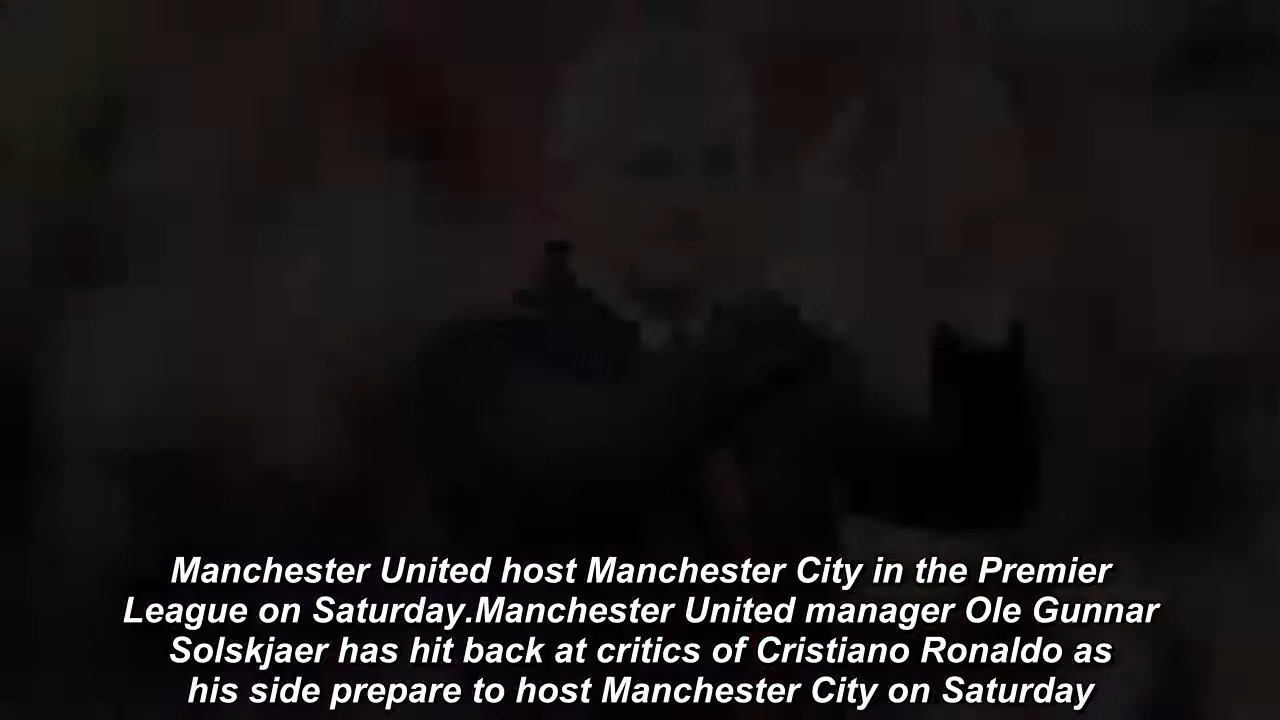 Manchester United host Manchester City in the Premier
League on Saturday.Manchester United manager Ole Gunnar
Solskjaer has hit back at critics of Cristiano Ronaldo as
his side prepare to host Manchester City on Saturday